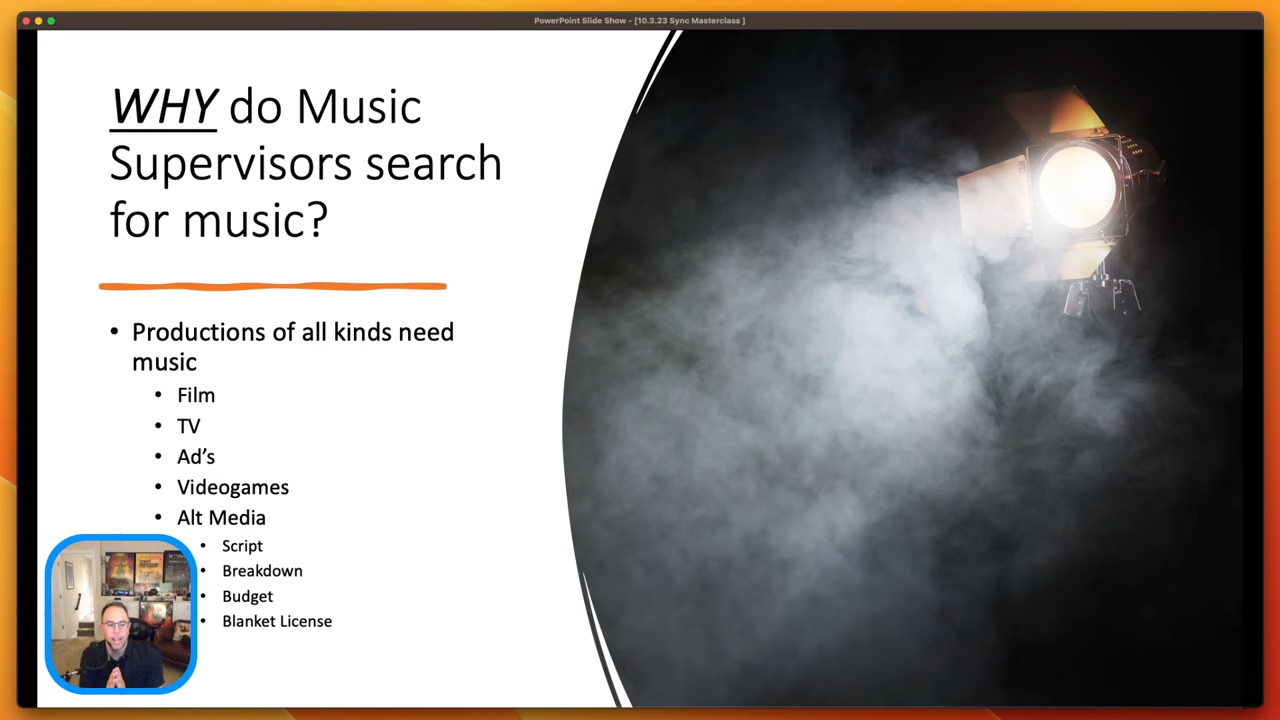 PowerPoint Slide Show - [10.3.23 Sync Masterclass ]
WHY do Music
Supervisors search
for music?
• Productions of all kinds need
music
• Film
• TV
• Ad’s
• Videogames
• Alt Media
• Script
• Breakdown
• Budget
• Blanket License